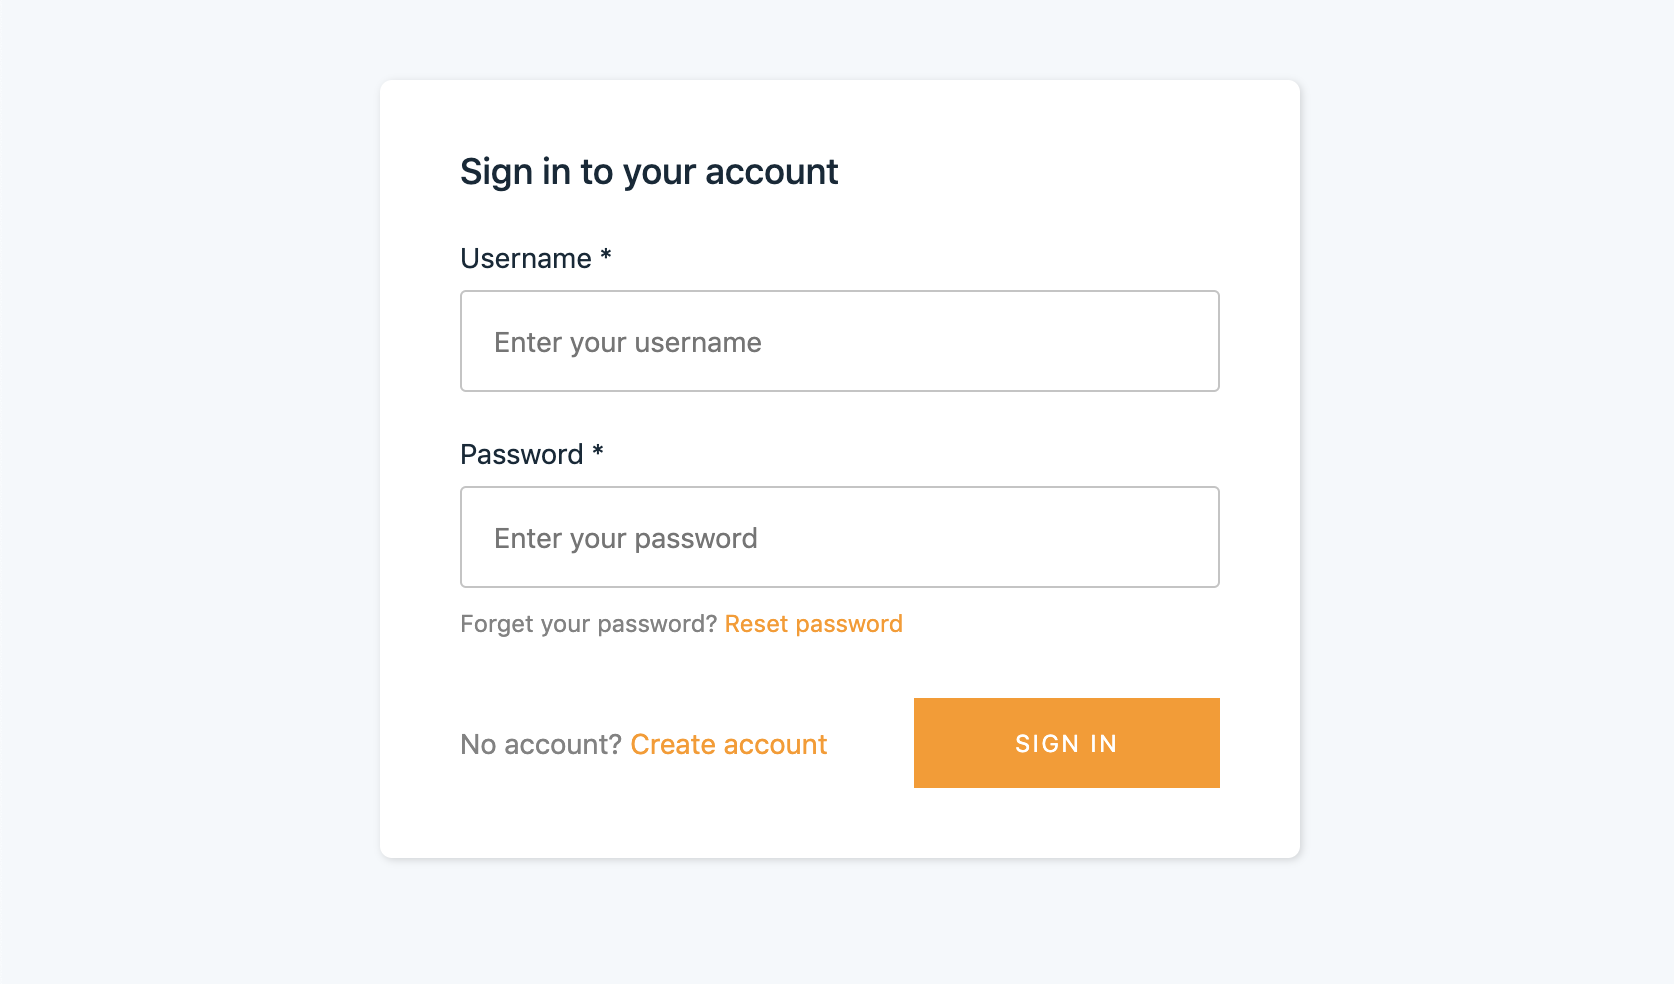 Sign in to your account
Username *
Enter your username
Password *
Enter your password
Forget your password? Reset password
No account? Create account
SIGN IN